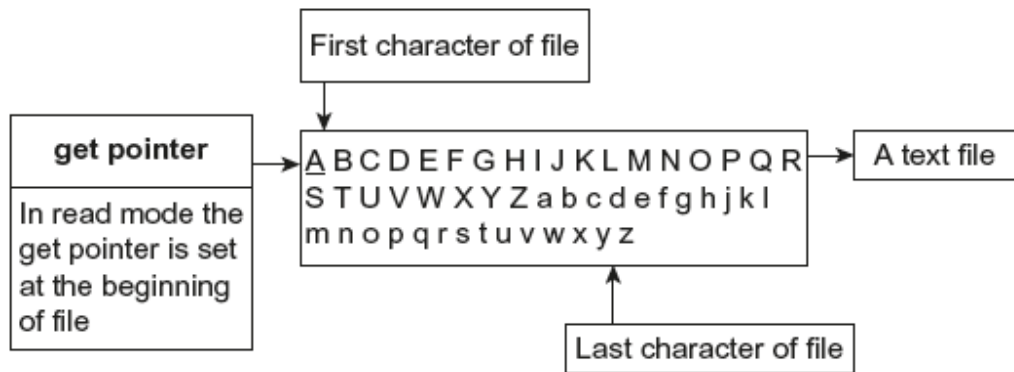 First character of file
get pointer
In read mode the
get pointer is set
at the beginning
of file
A B C D E F G H I J K L M N O P Q R
S T U V W X Y Z a b c d e f g h j k l
m n o p q r s t u v w x y z
A text file
Last character of file